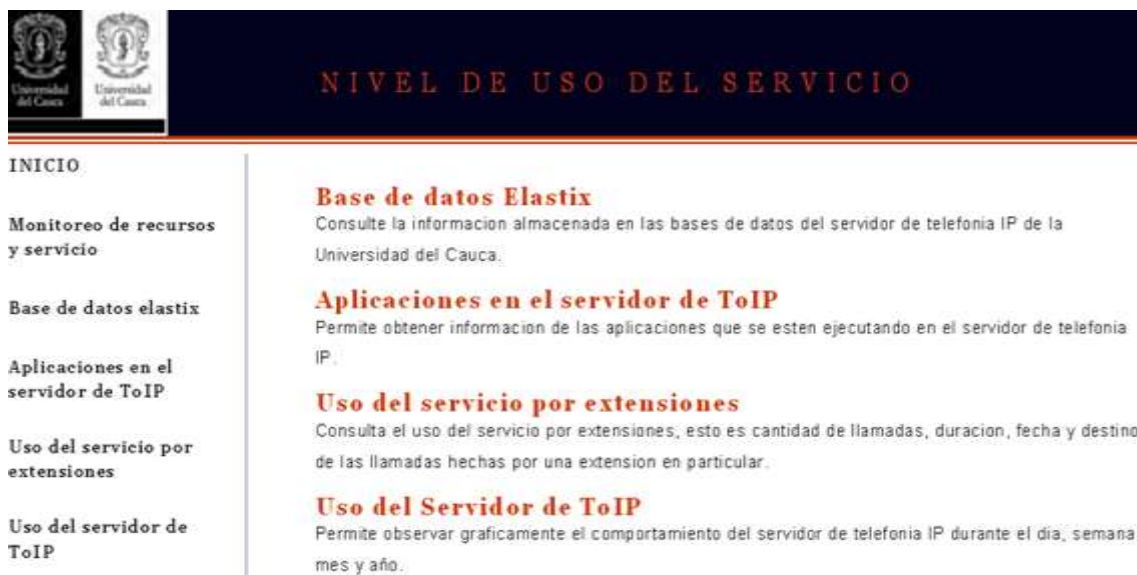 Universidad
del Cauca
Universidad
del Cauca
NIVEL DE USO DEL SERVICIO
INICIO
Monitoreo de recursos
y servicio
Base de datos elastix
Aplicaciones en el
servidor de ToIP
Uso del servicio por
extensiones
Uso del servidor de
ToIP
Base de datos Elastix
Consulte la informacion almacenada en las bases de datos del servidor de telefonia IP de la
Universidad del Cauca.
Aplicaciones en el servidor de ToIP
Permite obtener informacion de las aplicaciones que se esten ejecutando en el servidor de telefonia
IP.
Uso del servicio por extensiones
Consulta el uso del servicio por extensiones, esto es cantidad de llamadas, duracion, fecha y destino
de las llamadas hechas por una extension en particular.
Uso del Servidor de ToIP
Permite observar graficamente el comportamiento del servidor de telefonia IP durante el dia, semana
mes y año.